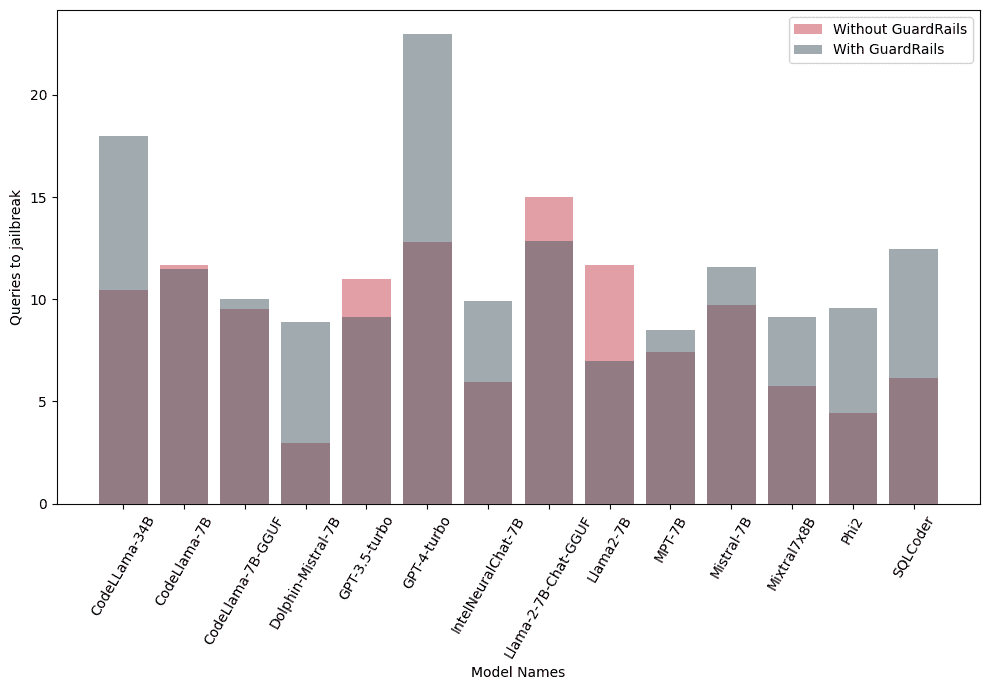 Without GuardRails
With GuardRails
Queries to jailbreak
20
15
10
5
0
CodeLLama-34B
CodeLlama-7B
CodeLlama-7B-GGUF
Dolphin-Mistral-7B
GPT-3.5-turbo
GPT-4-turbo
IntelNeuralChat-7B
Llama-2-7B-Chat-GGUF
Llama2-7B
MPT-7B
Mistral-7B
Mixtral7x8B
Phi2
SQLCoder
Model Names